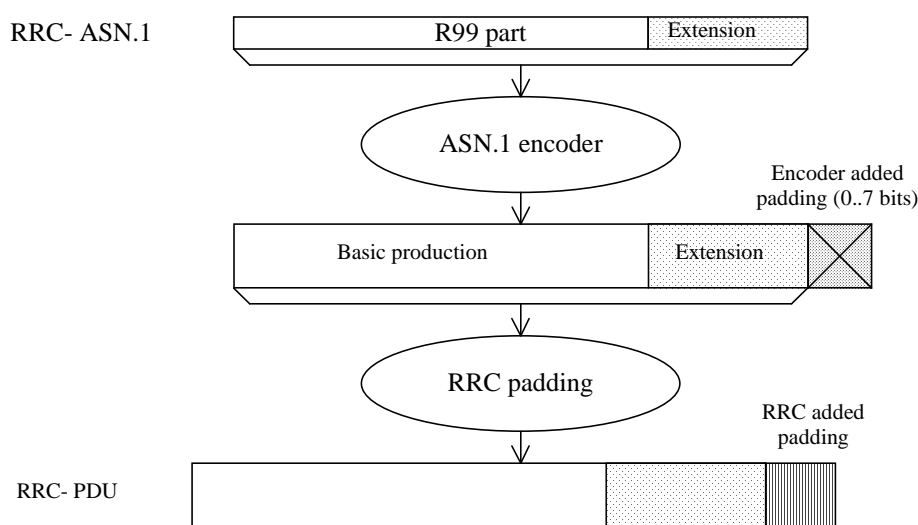 RRC- ASN.1
R99 part
Extension
ASN.1 encoder
Encoder added
padding (0..7 bits)
Basic production
Extension
RRC padding
RRC added
padding
RRC- PDU